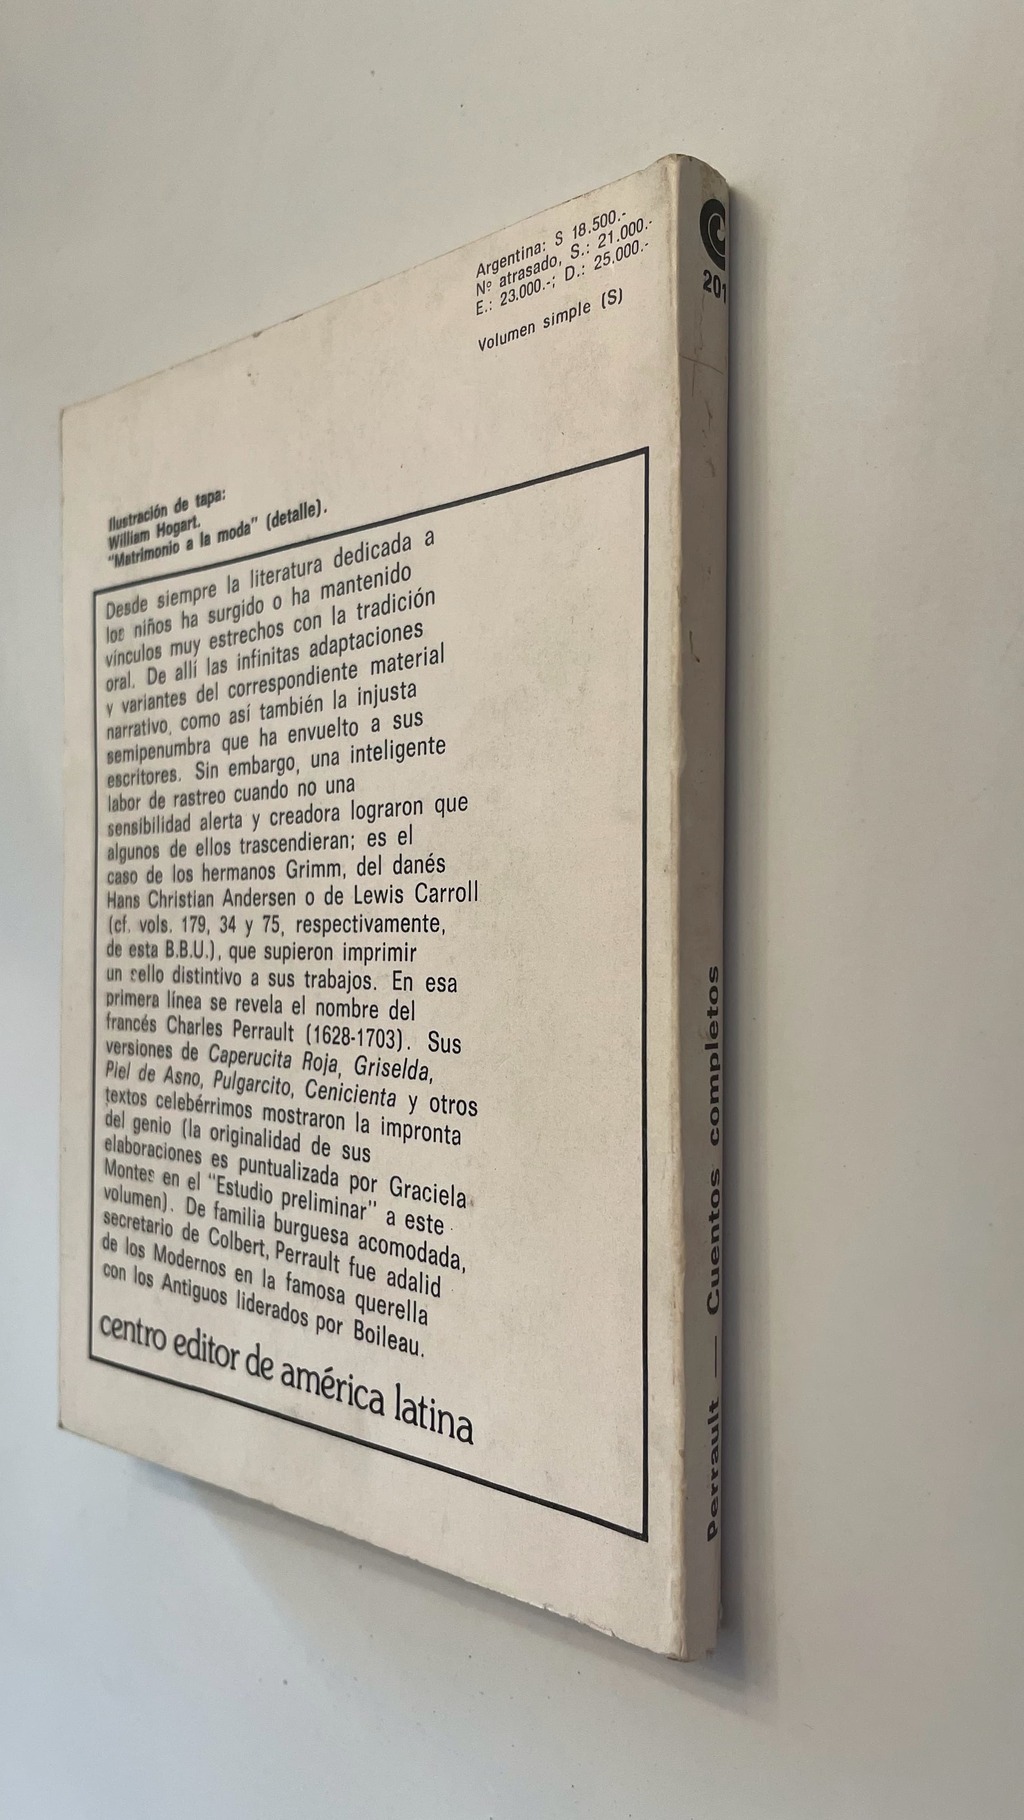 Argentina: $ 18.500.-
Nº atrasado, S.: 21.000.-
E.: 23.000.-; D.: 25.000.-
Volumen simple (S)
Ilustración de tapa:
William Hogart.
"Matrimonio a la moda" (detalle).
Desde siempre la literatura dedicada a
los niños ha surgido o ha mantenido
vínculos muy estrechos con la tradición
oral. De allí las infinitas adaptaciones
y variantes del correspondiente material
narrativo, como así también la injusta
semipenumbra que ha envuelto a sus
escritores. Sin embargo, una inteligente
labor de rastreo cuando no una
sensibilidad alerta y creadora lograron que
algunos de ellos trascendieran; es el
caso de los hermanos Grimm, del danés
Hans Christian Andersen o de Lewis Carroll
(cf. vols. 179, 34 y 75, respectivamente,
de esta B.B.U.), que supieron imprimir
un sello distintivo a sus trabajos. En esa
primera línea se revela el nombre del
francés Charles Perrault (1628-1703). Sus
versiones de Caperucita Roja, Griselda,
Piel de Asno, Pulgarcito, Cenicienta y otros
textos celebérrimos mostraron la impronta
del genio (la originalidad de sus
elaboraciones es puntualizada por Graciela
Montes en el "Estudio preliminar" a este
volumen). De familia burguesa acomodada,
secretario de Colbert, Perrault fue adalid
de los Modernos en la famosa querella
con los Antiguos liderados por Boileau.
centro editor de américa latina
201
Perrault — Cuentos completos